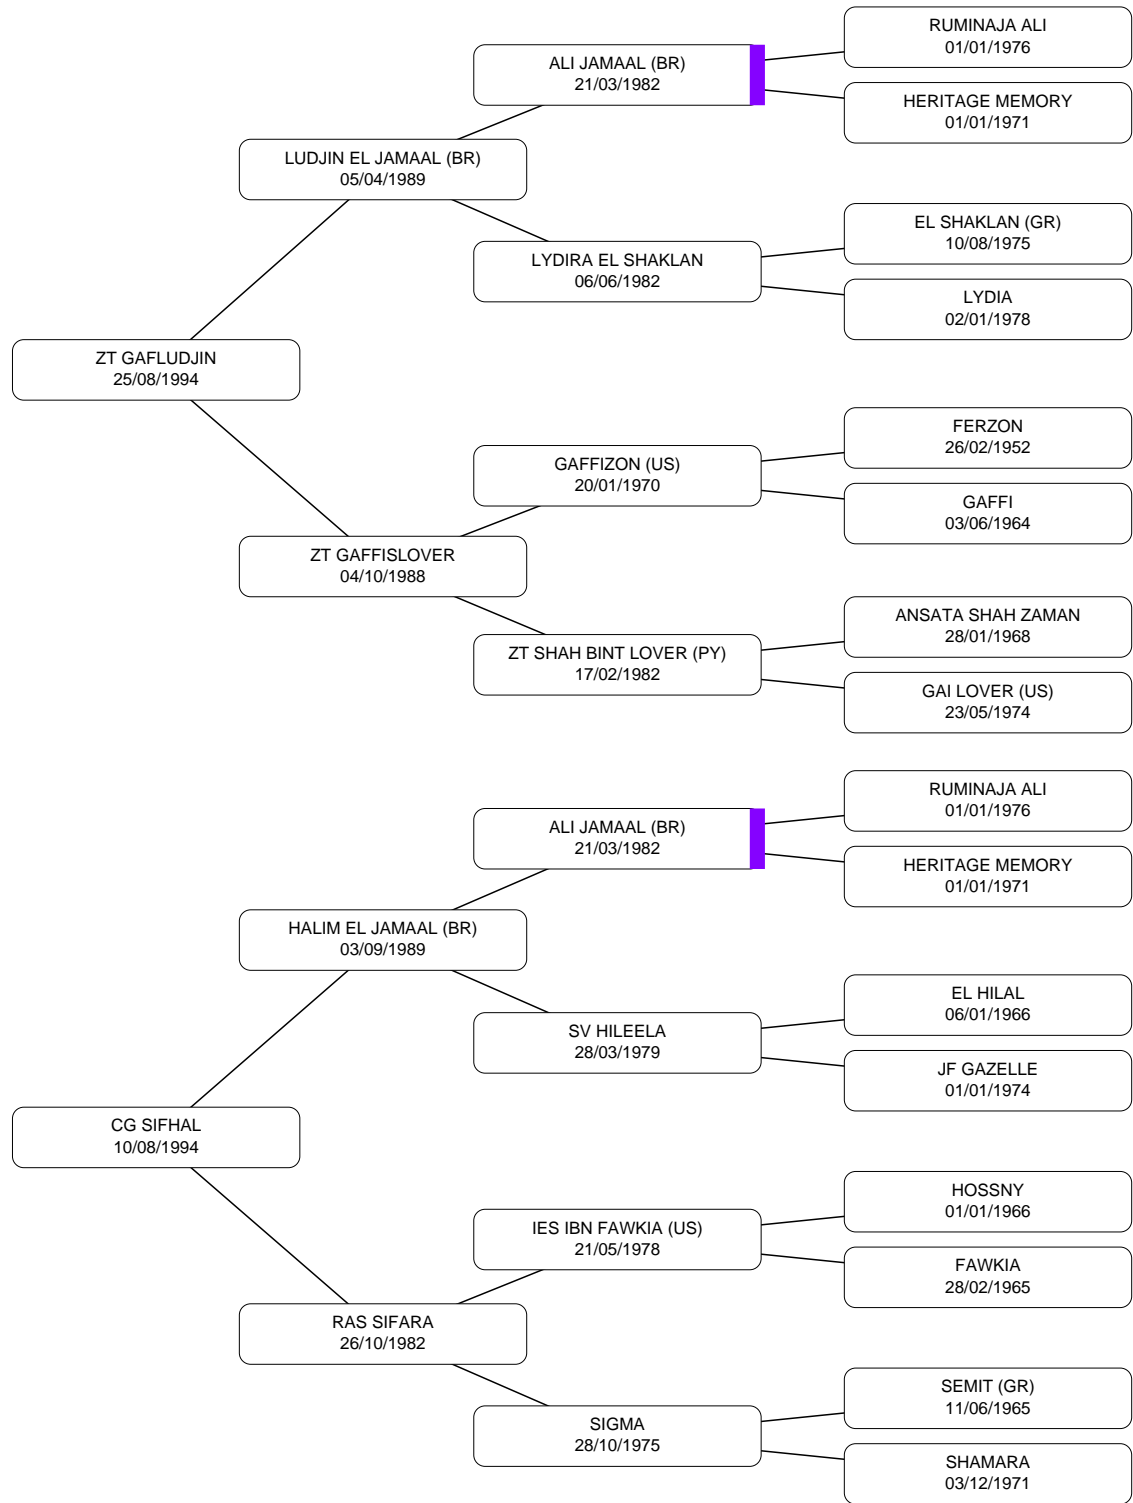 RUMINAJA ALI
01/01/1976
ALI JAMAAL (BR)
21/03/1982
HERITAGE MEMORY
01/01/1971
LUDJIN EL JAMAAL (BR)
05/04/1989
EL SHAKLAN (GR)
10/08/1975
LYDIRA EL SHAKLAN
06/06/1982
LYDIA
02/01/1978
ZT GAFLUDJIN
25/08/1994
FERZON
26/02/1952
GAFFIZON (US)
20/01/1970
GAFFI
03/06/1964
ZT GAFFISLOVER
04/10/1988
ANSATA SHAH ZAMAN
28/01/1968
ZT SHAH BINT LOVER (PY)
17/02/1982
GAI LOVER (US)
23/05/1974
RUMINAJA ALI
01/01/1976
ALI JAMAAL (BR)
21/03/1982
HERITAGE MEMORY
01/01/1971
HALIM EL JAMAAL (BR)
03/09/1989
EL HILAL
06/01/1966
SV HILEELA
28/03/1979
JF GAZELLE
01/01/1974
CG SIFHAL
10/08/1994
HOSSNY
01/01/1966
IES IBN FAWKIA (US)
21/05/1978
FAWKIA
28/02/1965
RAS SIFARA
26/10/1982
SEMIT (GR)
11/06/1965
SIGMA
28/10/1975
SHAMARA
03/12/1971